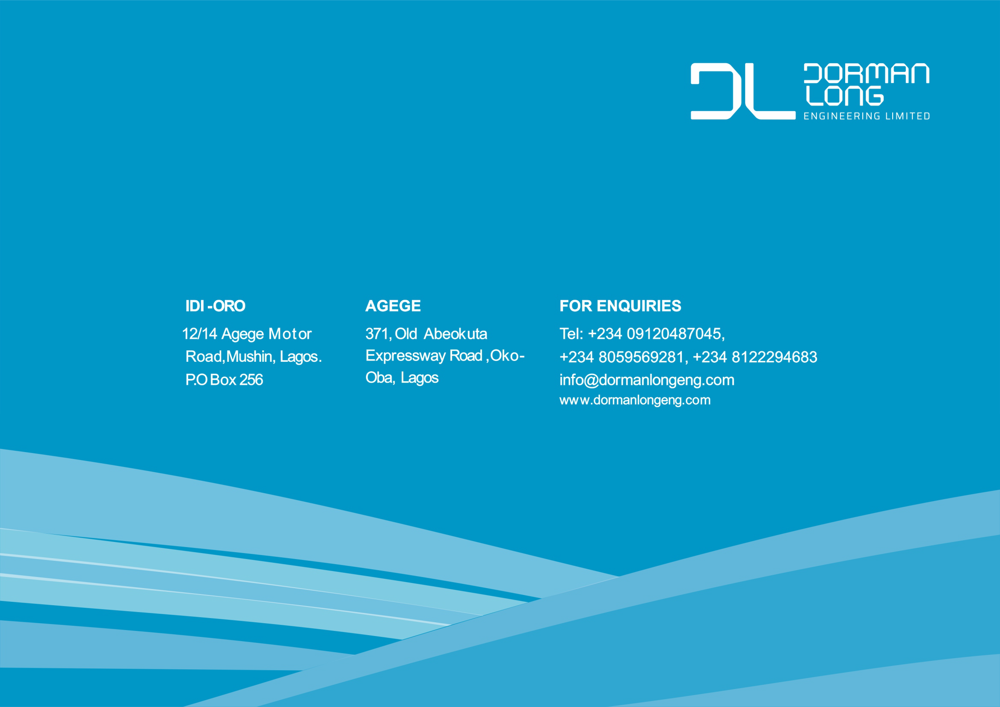 DL
DORMAN
LONG
ENGINEERING LIMITED
IDI-ORO
12/14 Agege Motor
Road,Mushin, Lagos.
P.O Box 256
AGEGE
371, Old Abeokuta
Expressway Road ,Oko-
Oba, Lagos
FOR ENQUIRIES
Tel: +234 09120487045,
+234 8059569281, +234 8122294683
info@dormanlongeng.com
www.dormanlongeng.com